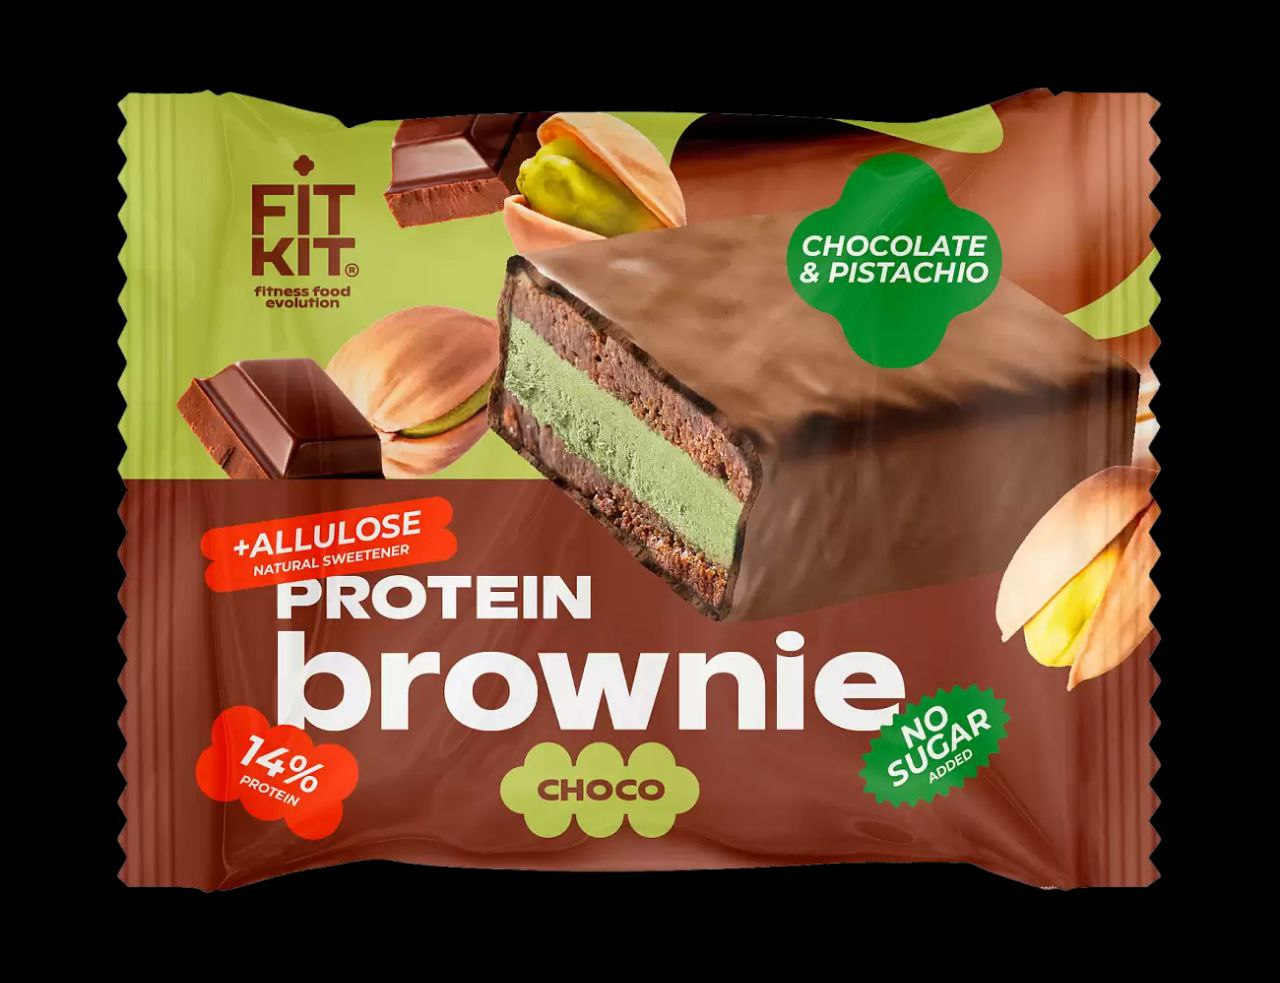 FIT
KIT®
fitness food
evolution
CHOCOLATE
& PISTACHIO
+ALLULOSE
NATURAL SWEETENER
PROTEIN
brownie
14%
PROTEIN
CHOCO
NO
SUGAR
ADDED